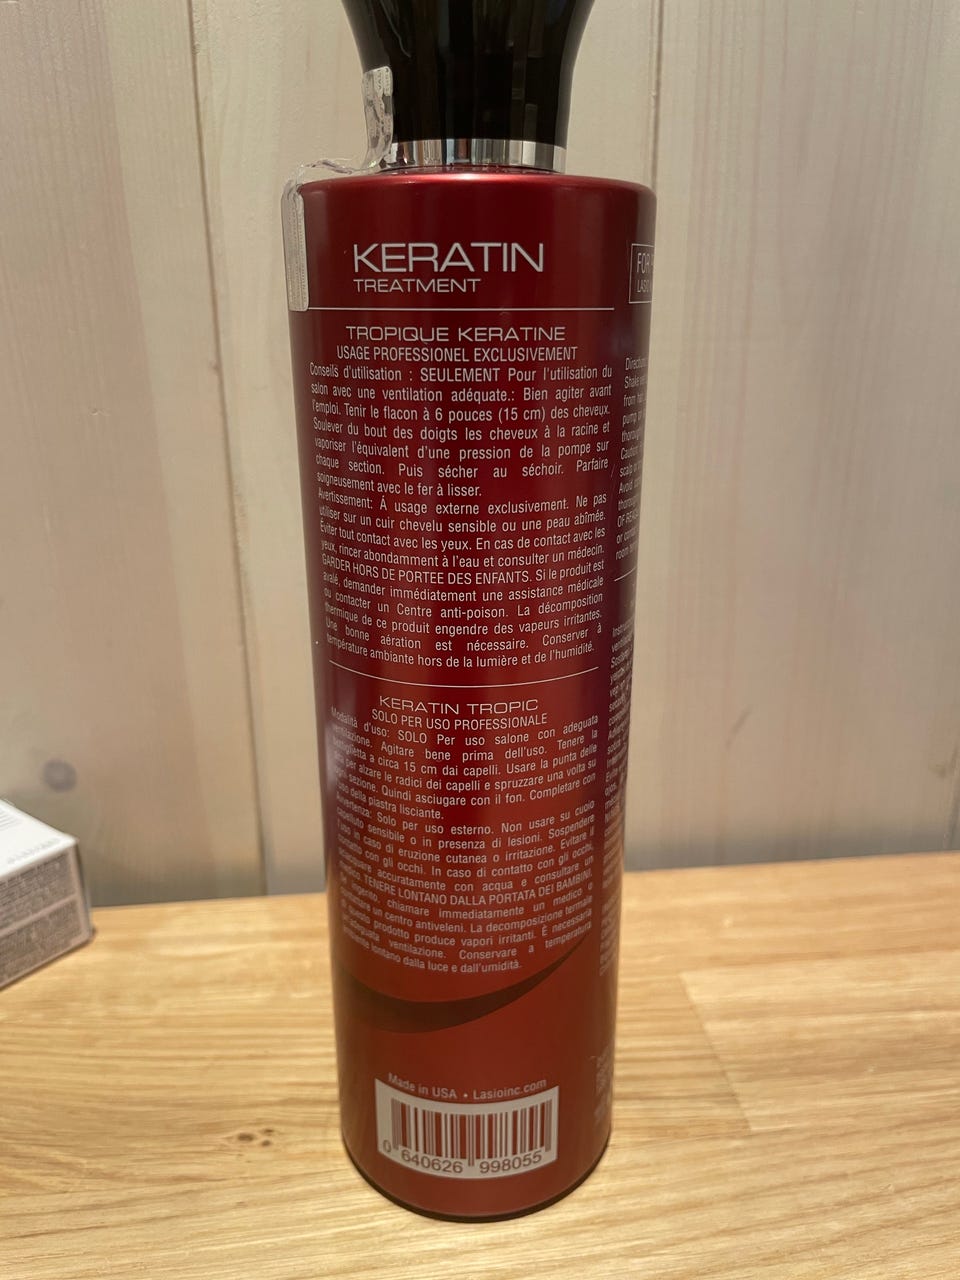 KERATIN
TREATMENT
TROPIQUE KERATINE
USAGE PROFESSIONEL EXCLUSIVEMENT
Conseils d'utilisation : SEULEMENT Pour l'utilisation du
salon avec une ventilation adéquate.: Bien agiter avant
l'emploi. Tenir le flacon à 6 pouces (15 cm) des cheveux.
Soulever du bout des doigts les cheveux à la racine et
vaporiser l'équivalent d'une pression de la pompe sur
chaque section. Puis sécher au séchoir. Parfaire
soigneusement avec le fer à lisser.
Avertissement: À usage externe exclusivement. Ne pas
utiliser sur un cuir chevelu sensible ou une peau abîmée.
Éviter tout contact avec les yeux. En cas de contact avec les
yeux, rincer abondamment à l'eau et consulter un médecin.
GARDER HORS DE PORTEE DES ENFANTS. Si le produit est
avalé, demander immédiatement une assistance médicale
ou contacter un Centre anti-poison. La décomposition
thermique de ce produit engendre des vapeurs irritantes.
Une bonne aération est nécessaire. Conserver à
température ambiante hors de la lumière et de l'humidité.
KERATIN TROPIC
SOLO PER USO PROFESSIONALE
Modalità d'uso: SOLO Per uso salone con adeguata
ventilazione. Agitare bene prima dell'uso. Tenere la
bottiglietta a circa 15 cm dai capelli. Usare la punta delle
dita per alzare le radici dei capelli e spruzzare una volta su
ogni sezione. Quindi asciugare con il fon. Completare con
l'uso della piastra lisciante.
Avvertenza: Solo per uso esterno. Non usare su cuoio
capelluto sensibile o in presenza di lesioni. Sospendere
l'uso in caso di eruzione cutanea o irritazione. Evitare il
contatto con gli occhi. In caso di contatto con gli occhi,
risciacquare accuratamente con acqua e consultare un
medico. TENERE LONTANO DALLA PORTATA DEI BAMBINI.
Se ingerito, chiamare immediatamente un medico o
contattare un centro antiveleni. La decomposizione termale
di questo prodotto produce vapori irritanti. È necessaria
un'adeguata ventilazione. Conservare a temperatura
ambiente lontano dalla luce e dall'umidità.
Made in USA • Lasioinc.com
0 640626 998055
FOR